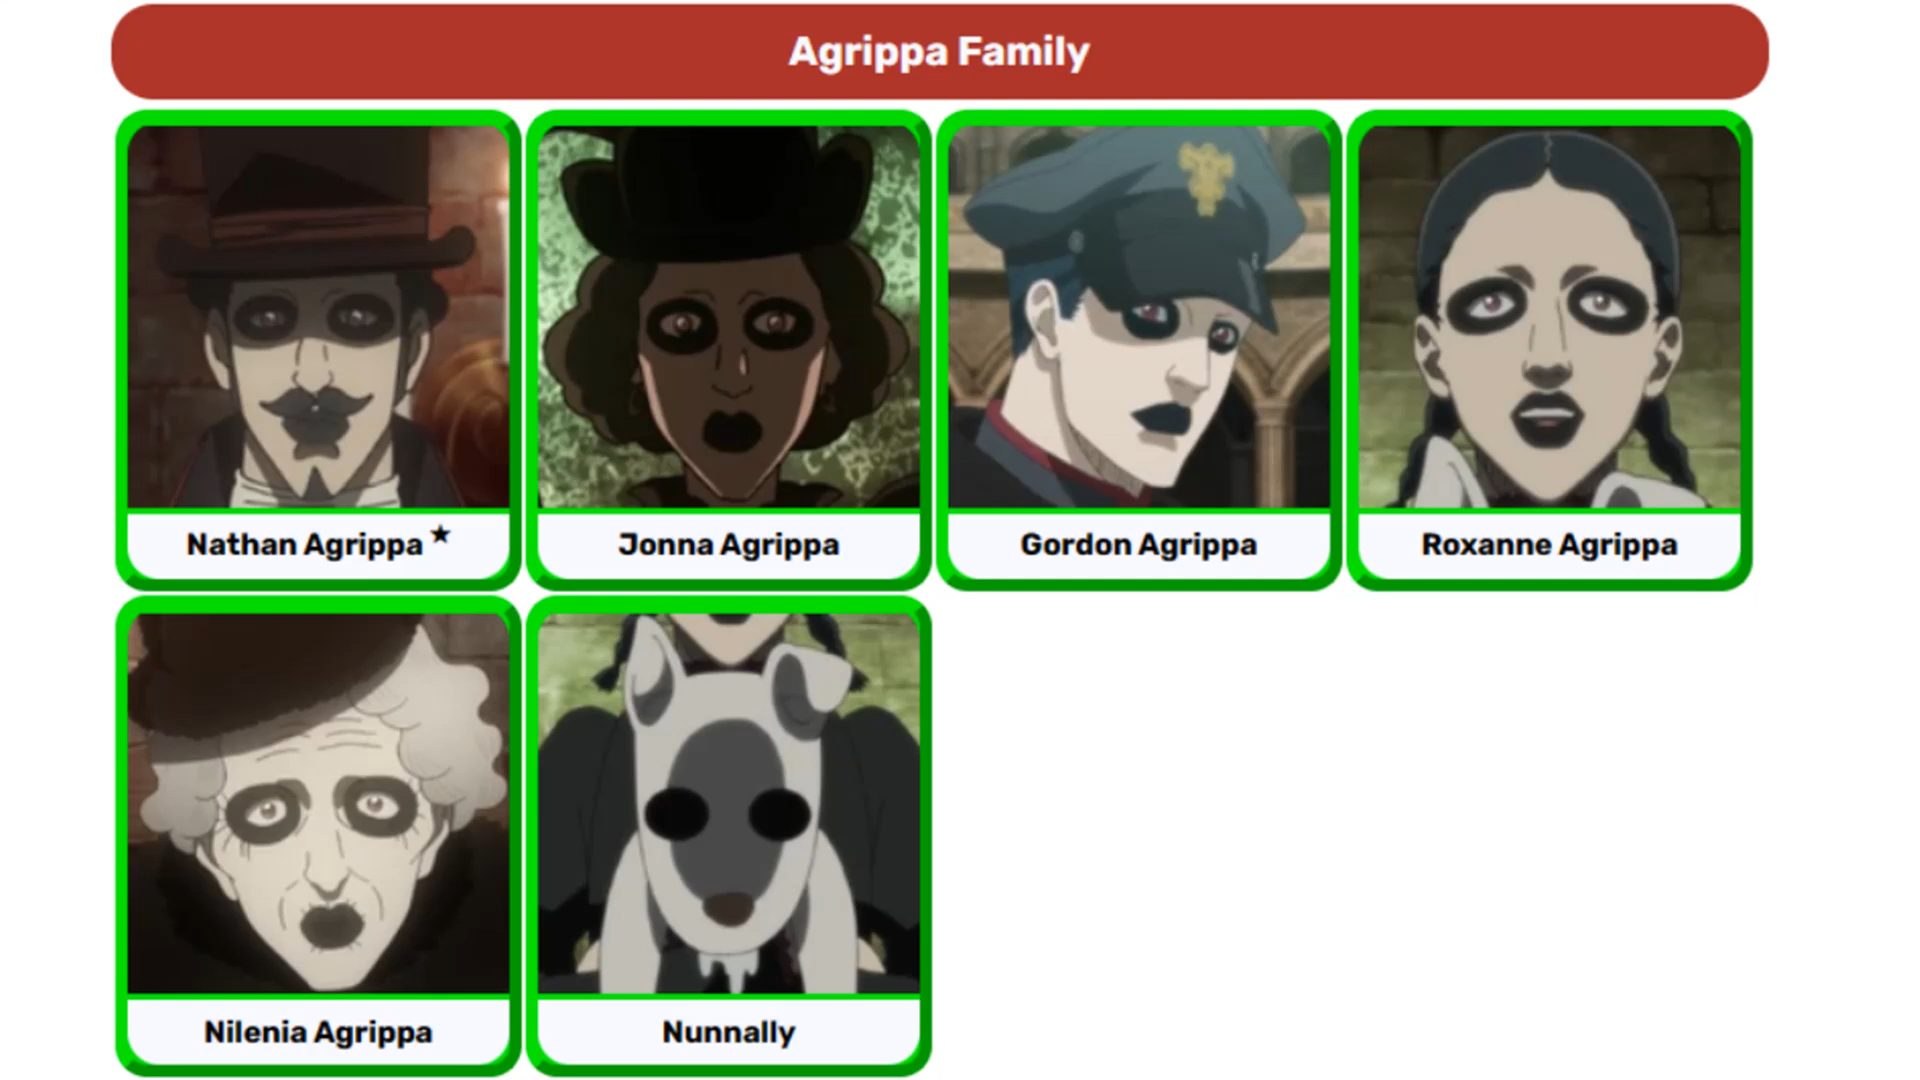 Agrippa Family
Nathan Agrippa ★
Jonna Agrippa
Gordon Agrippa
Roxanne Agrippa
Nilenia Agrippa
Nunnally